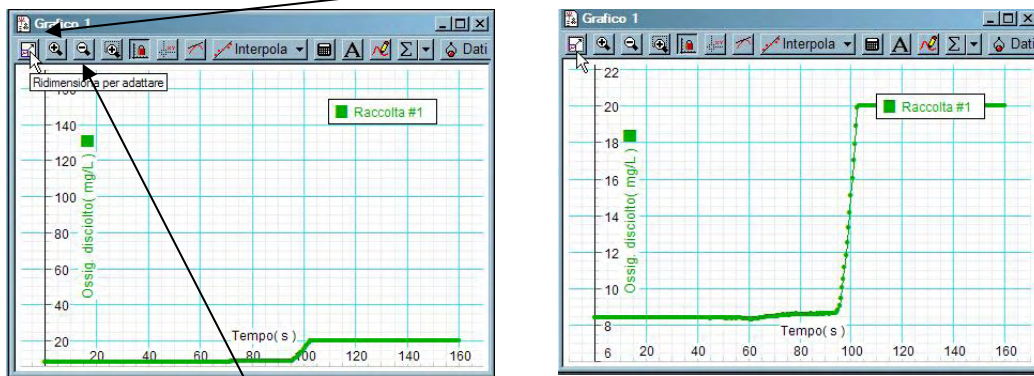 Grafico 1
Interpola
A
Σ
Dati
Ridimensiona per adattare
160
140
120
100
80
60
40
20
Ossig. disciolto( mg/L )
Raccolta #1
Tempo( s )
20 40 60 80 100 120 140 160
Grafico 1
Interpola
A
Σ
Dati
22
20
18
16
14
12
10
8
6
Ossig. disciolto( mg/L )
Raccolta #1
Tempo( s )
20 40 60 80 100 120 140 160